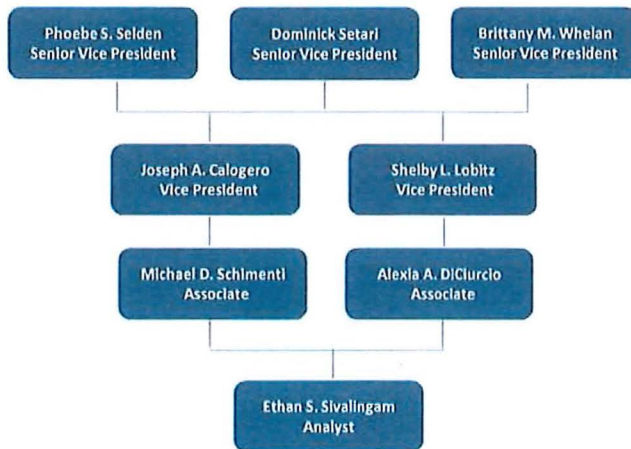 Phoebe S. Selden
Senior Vice President
Dominick Setari
Senior Vice President
Brittany M. Whelan
Senior Vice President
Joseph A. Calogero
Vice President
Shelby L. Lobitz
Vice President
Michael D. Schimenti
Associate
Alexia A. DiCiurcio
Associate
Ethan S. Sivalingam
Analyst